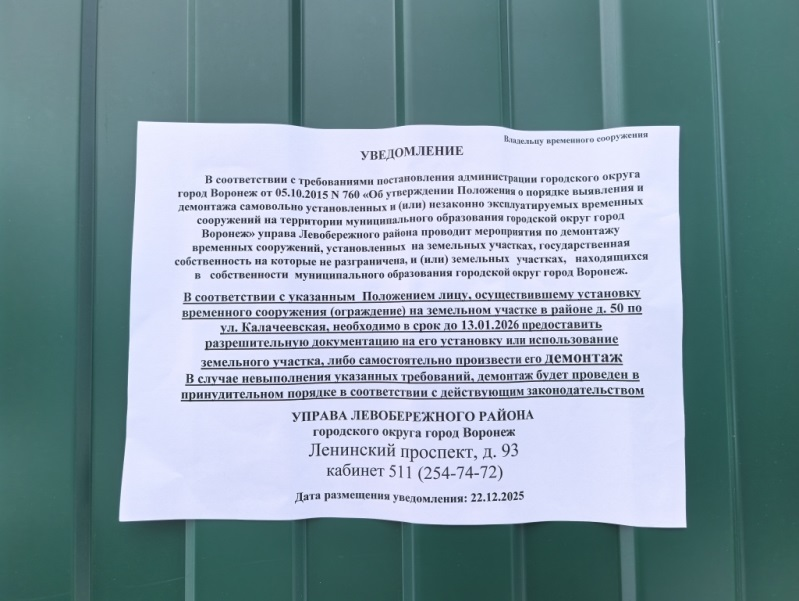 Владельцу временного сооружения
УВЕДОМЛЕНИЕ
В соответствии с требованиями постановления администрации городского округа
город Воронеж от 05.10.2015 N 760 «Об утверждении Положения о порядке выявления и
демонтажа самовольно установленных и (или) незаконно эксплуатируемых временных
сооружений на территории муниципального образования городской округ город
Воронеж» управа Левобережного района проводит мероприятия по демонтажу
временных сооружений, установленных на земельных участках, государственная
собственность на которые не разграничена, и (или) земельных участках, находящихся
в собственности муниципального образования городской округ город Воронеж.
В соответствии с указанным Положением лицу, осуществившему установку
временного сооружения (ограждение) на земельном участке в районе д. 50 по
ул. Калачеевская, необходимо в срок до 13.01.2026 предоставить
разрешительную документацию на его установку или использование
земельного участка, либо самостоятельно произвести его демонтаж
В случае невыполнения указанных требований, демонтаж будет проведен в
принудительном порядке в соответствии с действующим законодательством
УПРАВА ЛЕВОБЕРЕЖНОГО РАЙОНА
городского округа город Воронеж
Ленинский проспект, д. 93
кабинет 511 (254-74-72)
Дата размещения уведомления: 22.12.2025